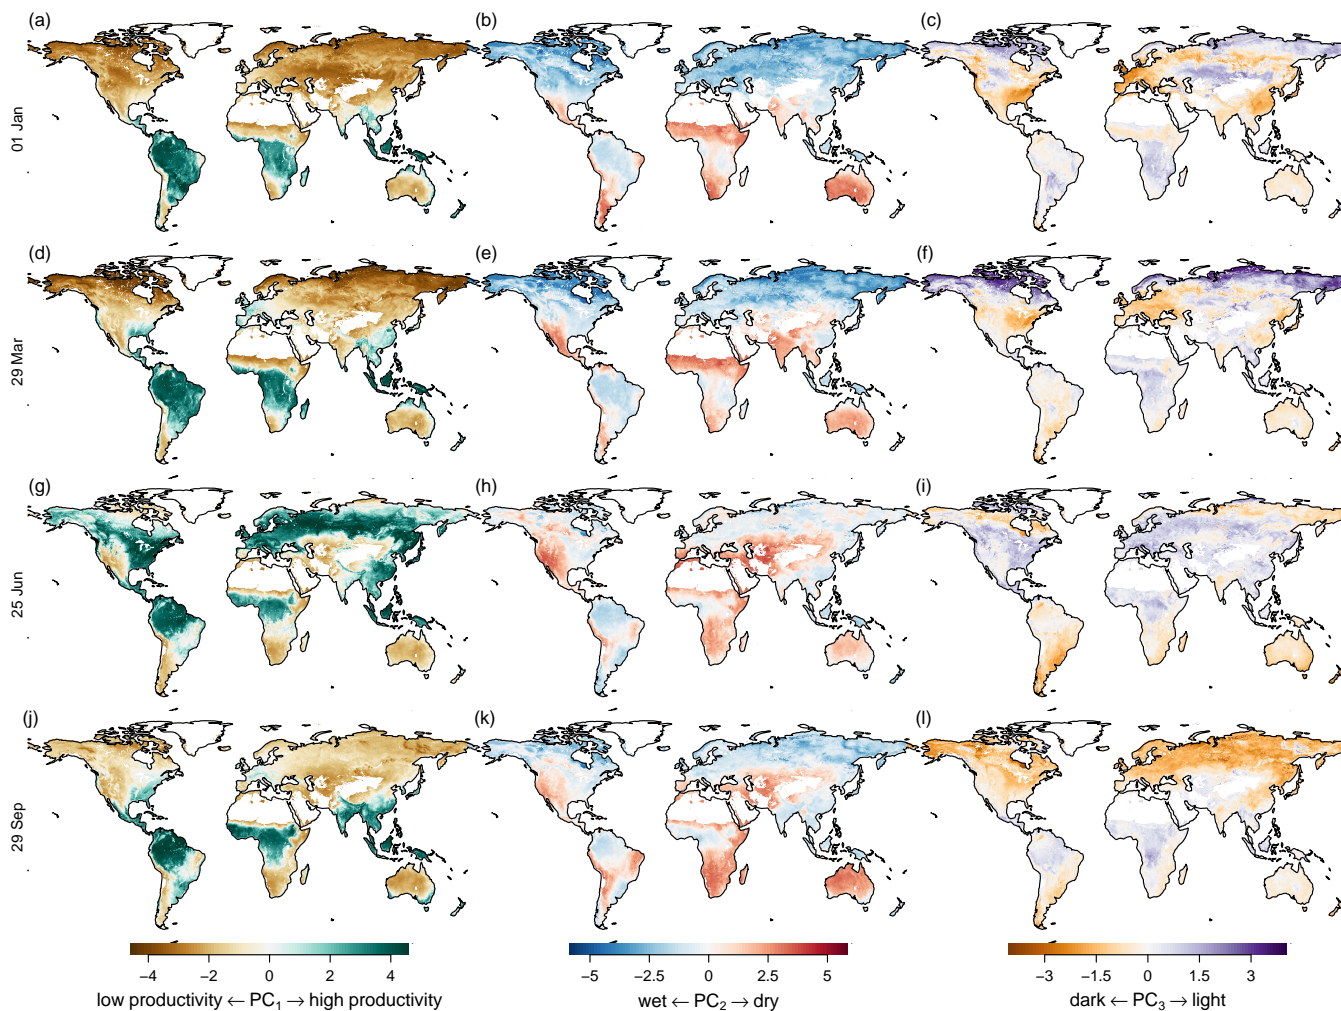 (a) (b) (c)
01 Jan
(d) (e) (f)
29 Mar
(g) (h) (i)
25 Jun
(j) (k) (l)
29 Sep
−4 −2 0 2 4
low productivity ← PC1 → high productivity
−5 −2.5 0 2.5 5
wet ← PC2 → dry
−3 −1.5 0 1.5 3
dark ← PC3 → light